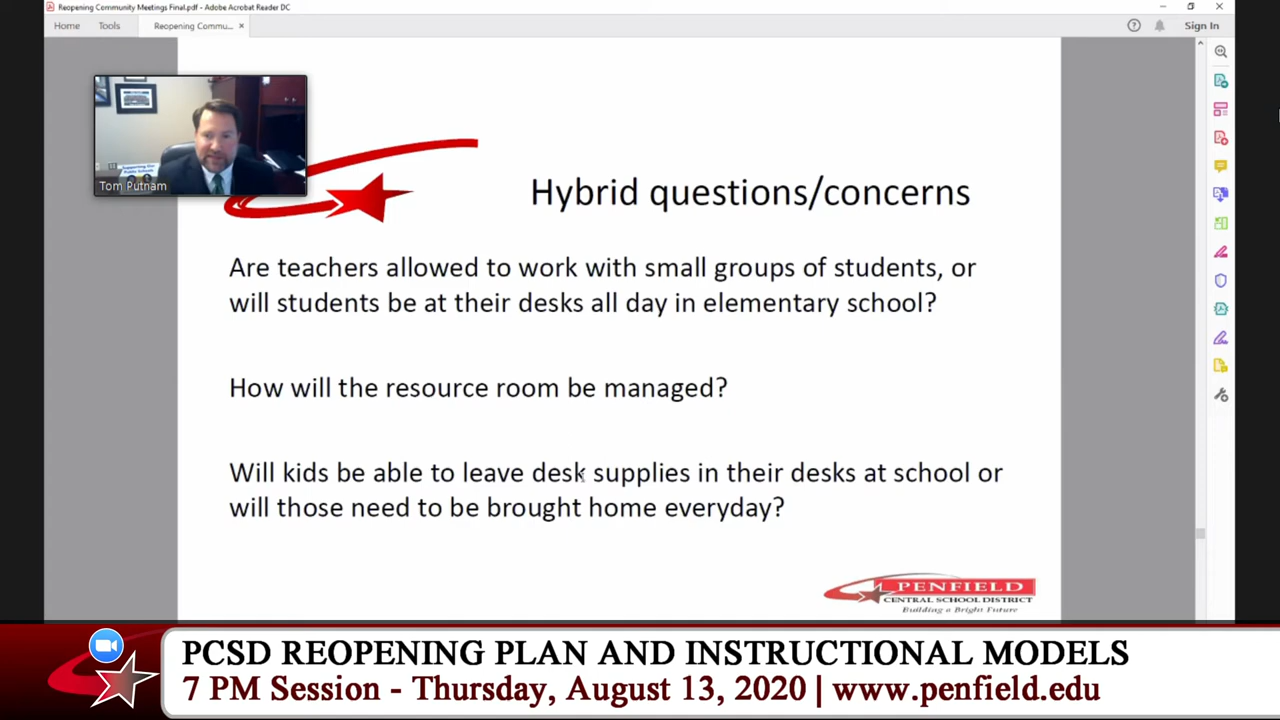 Reopening Community Meetings Final.pdf - Adobe Acrobat Reader DC
Home Tools Reopening Commu... × Sign In
Tom Putnam
Hybrid questions/concerns
Are teachers allowed to work with small groups of students, or
will students be at their desks all day in elementary school?
How will the resource room be managed?
Will kids be able to leave desk supplies in their desks at school or
will those need to be brought home everyday?
PENFIELD
CENTRAL SCHOOL DISTRICT
Building a Bright Future
PCSD REOPENING PLAN AND INSTRUCTIONAL MODELS
7 PM Session - Thursday, August 13, 2020 | www.penfield.edu